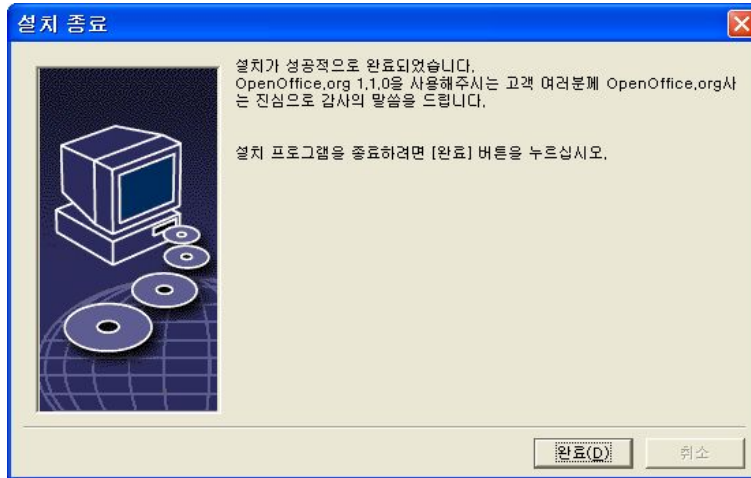 설치 종료
설치가 성공적으로 완료되었습니다.
OpenOffice.org 1.1.0을 사용해주시는 고객 여러분께 OpenOffice.org사
는 진심으로 감사의 말씀을 드립니다.
설치 프로그램을 종료하려면 [완료] 버튼을 누르십시오.
완료(D)
취소